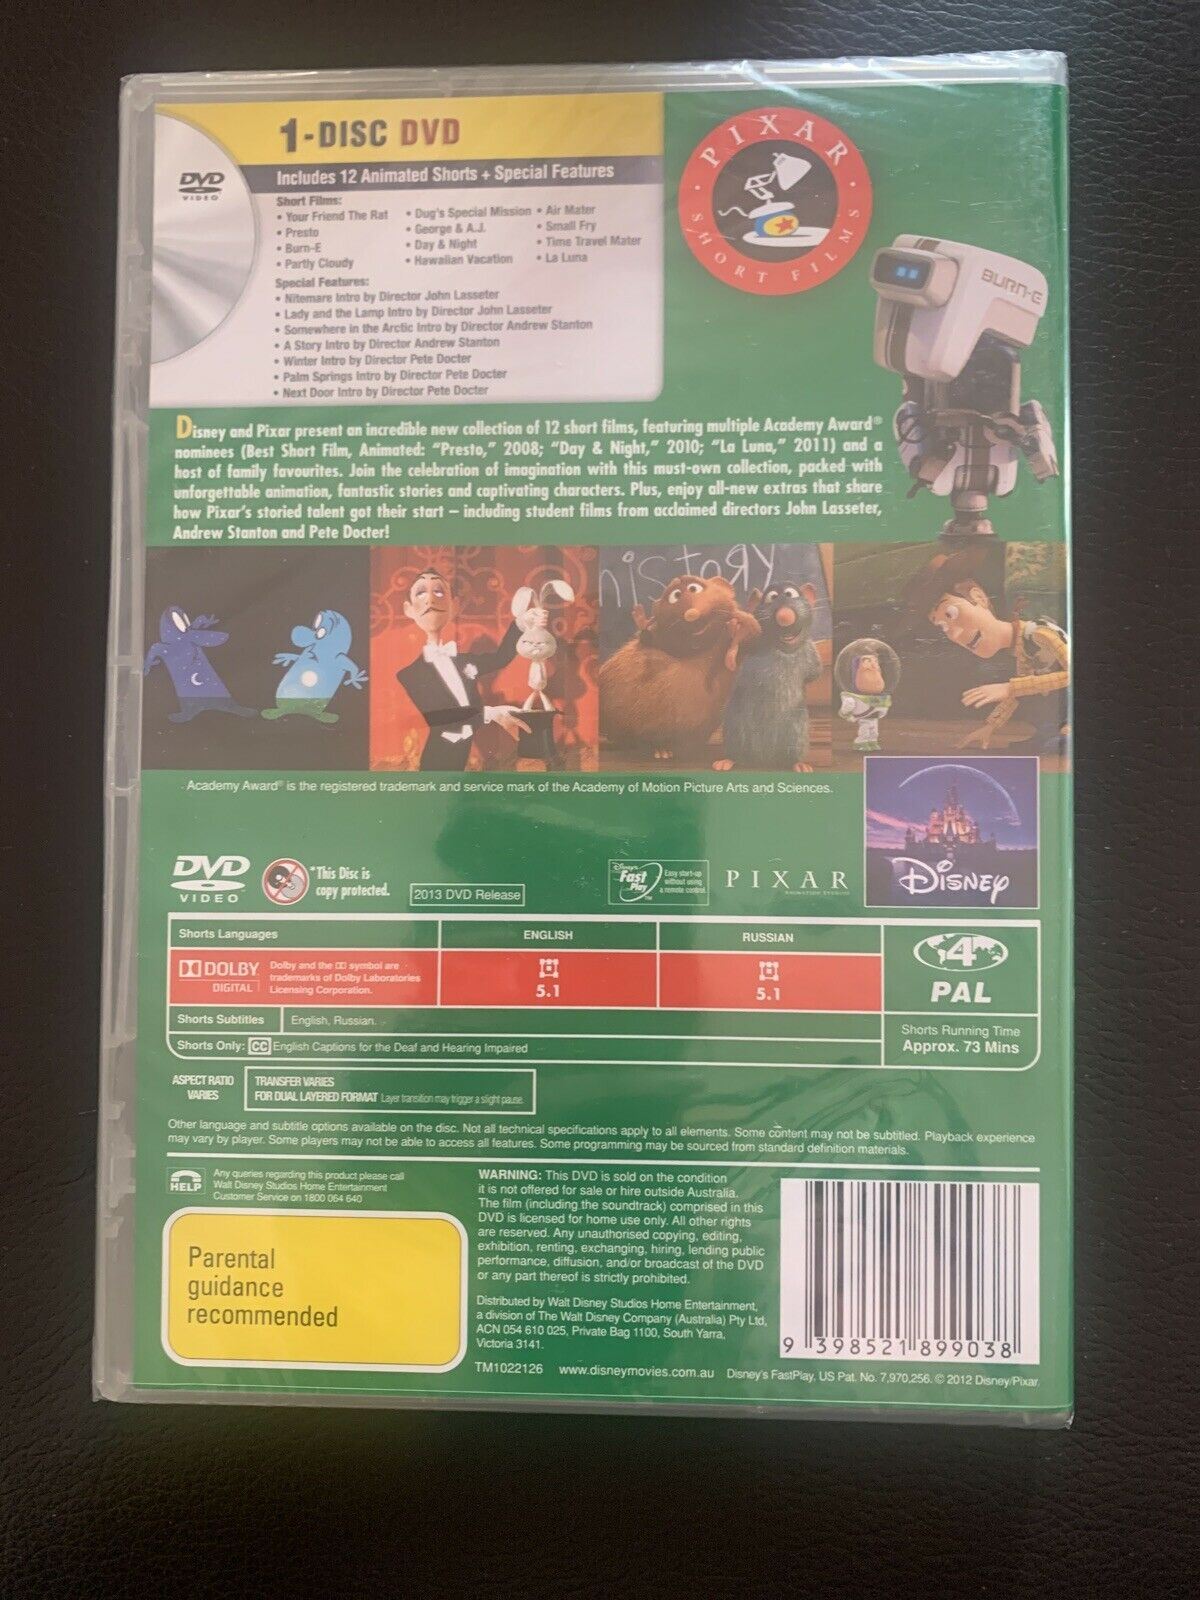 1-DISC DVD
DVD
VIDEO
Includes 12 Animated Shorts + Special Features
Short Films:
• Your Friend The Rat
• Presto
• Burn-E
• Partly Cloudy
• Dug's Special Mission
• George & A.J.
• Day & Night
• Hawaiian Vacation
• Air Mater
• Small Fry
• Time Travel Mater
• La Luna
Special Features:
• Nitemare Intro by Director John Lasseter
• Lady and the Lamp Intro by Director John Lasseter
• Somewhere in the Arctic Intro by Director Andrew Stanton
• A Story Intro by Director Andrew Stanton
• Winter Intro by Director Pete Docter
• Palm Springs Intro by Director Pete Docter
• Next Door Intro by Director Pete Docter
PIXAR
SHORT FILMS
BURN-E
Disney and Pixar present an incredible new collection of 12 short films, featuring multiple Academy Award®
nominees (Best Short Film, Animated: "Presto," 2008; "Day & Night," 2010; "La Luna," 2011) and a
host of family favourites. Join the celebration of imagination with this must-own collection, packed with
unforgettable animation, fantastic stories and captivating characters. Plus, enjoy all-new extras that share
how Pixar's storied talent got their start – including student films from acclaimed directors John Lasseter,
Andrew Stanton and Pete Docter!
history
Academy Award® is the registered trademark and service mark of the Academy of Motion Picture Arts and Sciences.
DVD
VIDEO
*This Disc is
copy protected.
2013 DVD Release
Disney's
Fast
Play™
Easy start-up
without using
a remote control
PIXAR
ANIMATION STUDIOS
Disney
Shorts Languages
ENGLISH
RUSSIAN
DOLBY
DIGITAL
Dolby and the DD symbol are
trademarks of Dolby Laboratories
Licensing Corporation.
5.1
5.1
4
PAL
Shorts Subtitles
English, Russian.
Shorts Only: CC English Captions for the Deaf and Hearing Impaired
Shorts Running Time
Approx. 73 Mins
ASPECT RATIO
VARIES
TRANSFER VARIES
FOR DUAL LAYERED FORMAT Layer transition may trigger a slight pause.
Other language and subtitle options available on the disc. Not all technical specifications apply to all elements. Some content may not be subtitled. Playback experience
may vary by player. Some players may not be able to access all features. Some programming may be sourced from standard definition materials.
HELP
Any queries regarding this product please call
Walt Disney Studios Home Entertainment
Customer Service on 1800 064 640
Parental
guidance
recommended
WARNING: This DVD is sold on the condition
it is not offered for sale or hire outside Australia.
The film (including the soundtrack) comprised in this
DVD is licensed for home use only. All other rights
are reserved. Any unauthorised copying, editing,
exhibition, renting, exchanging, hiring, lending public
performance, diffusion, and/or broadcast of the DVD
or any part thereof is strictly prohibited.
Distributed by Walt Disney Studios Home Entertainment,
a division of The Walt Disney Company (Australia) Pty Ltd,
ACN 054 610 025, Private Bag 1100, South Yarra,
Victoria 3141.
9 398521 899038
TM1022126 www.disneymovies.com.au Disney's FastPlay, US Pat. No. 7,970,256. © 2012 Disney/Pixar.